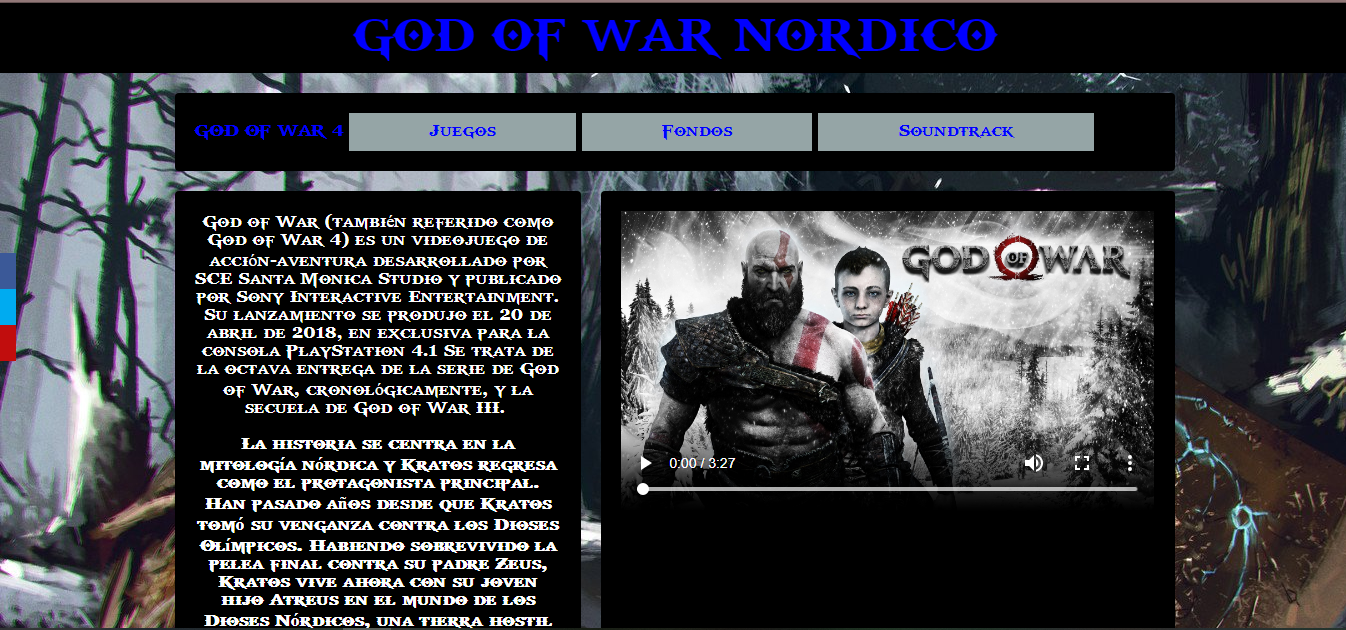 GOD OF WAR NORDICO
GOD OF WAR 4
Juegos
Fondos
Soundtrack
God of War (también referido como
God of War 4) es un videojuego de
acción-aventura desarrollado por
SCE Santa Monica Studio y publicado
por Sony Interactive Entertainment.
Su lanzamiento se produjo el 20 de
abril de 2018, en exclusiva para la
consola PlayStation 4.1 Se trata de
la octava entrega de la serie de God
of War, cronológicamente, y la
secuela de God of War III.
La historia se centra en la
mitología nórdica y Kratos regresa
como el protagonista principal.
Han pasado años desde que Kratos
tomó su venganza contra los Dioses
Olímpicos. Habiendo sobrevivido la
pelea final contra su padre Zeus,
Kratos vive ahora con su joven
hijo Atreus en el mundo de los
Dioses Nórdicos, una tierra hostil
GOD OF WAR
0:00 / 3:27